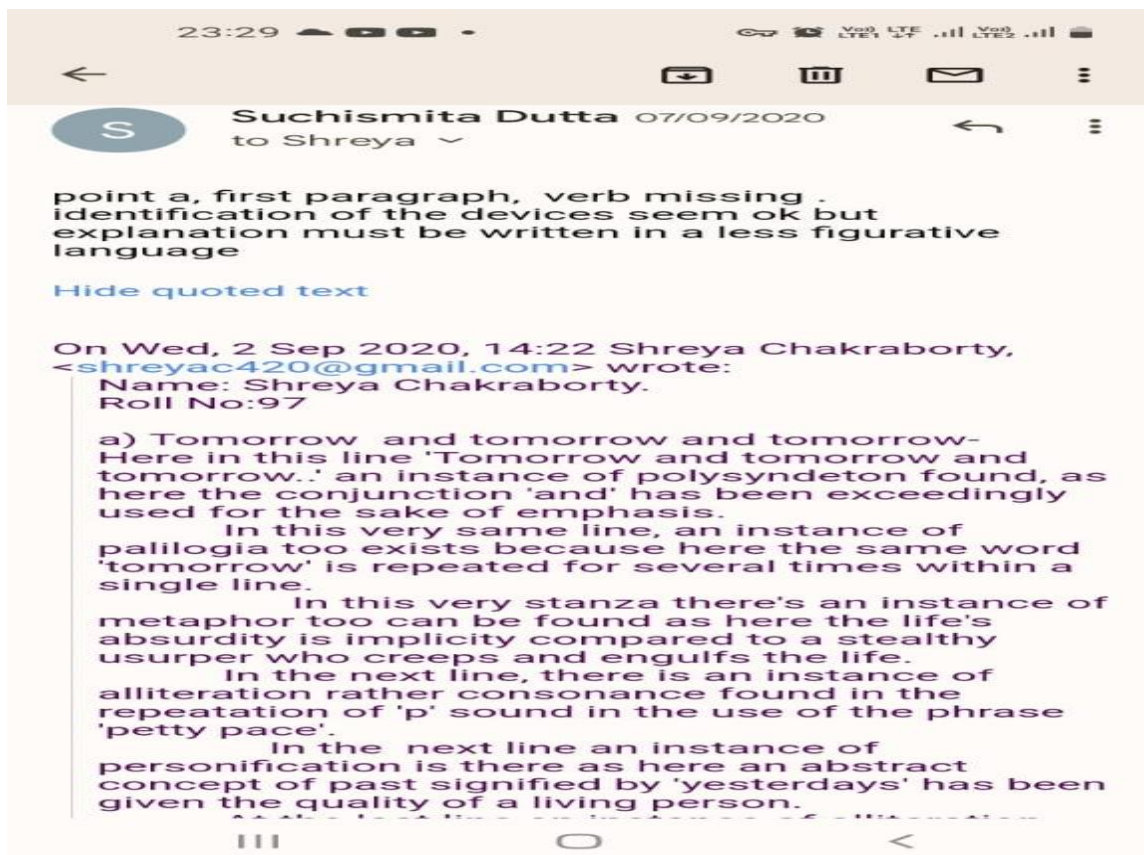 23:29
Vo)) LTE1 LTE Vo)) LTE2
S
Suchismita Dutta 07/09/2020
to Shreya
point a, first paragraph, verb missing .
identification of the devices seem ok but
explanation must be written in a less figurative
language
Hide quoted text
On Wed, 2 Sep 2020, 14:22 Shreya Chakraborty,
<shreyac420@gmail.com> wrote:
Name: Shreya Chakraborty.
Roll No:97
a) Tomorrow and tomorrow and tomorrow-
Here in this line 'Tomorrow and tomorrow and
tomorrow..' an instance of polysyndeton found, as
here the conjunction 'and' has been exceedingly
used for the sake of emphasis.
In this very same line, an instance of
palilogia too exists because here the same word
'tomorrow' is repeated for several times within a
single line.
In this very stanza there's an instance of
metaphor too can be found as here the life's
absurdity is implicity compared to a stealthy
usurper who creeps and engulfs the life.
In the next line, there is an instance of
alliteration rather consonance found in the
repeatation of 'p' sound in the use of the phrase
'petty pace'.
In the next line an instance of
personification is there as here an abstract
concept of past signified by 'yesterdays' has been
given the quality of a living person.